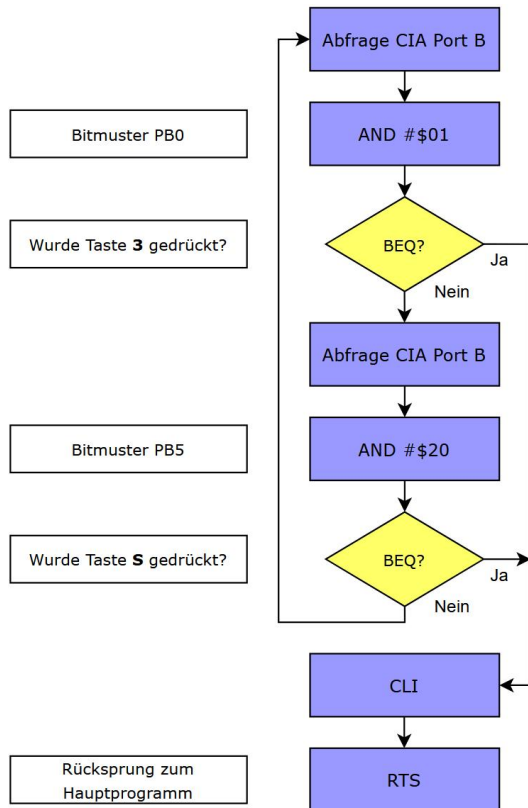 Abfrage CIA Port B
Bitmuster PB0
AND #$01
Wurde Taste 3 gedrückt?
BEQ?
Ja
Nein
Abfrage CIA Port B
Bitmuster PB5
AND #$20
Wurde Taste S gedrückt?
BEQ?
Ja
Nein
CLI
Rücksprung zum
Hauptprogramm
RTS